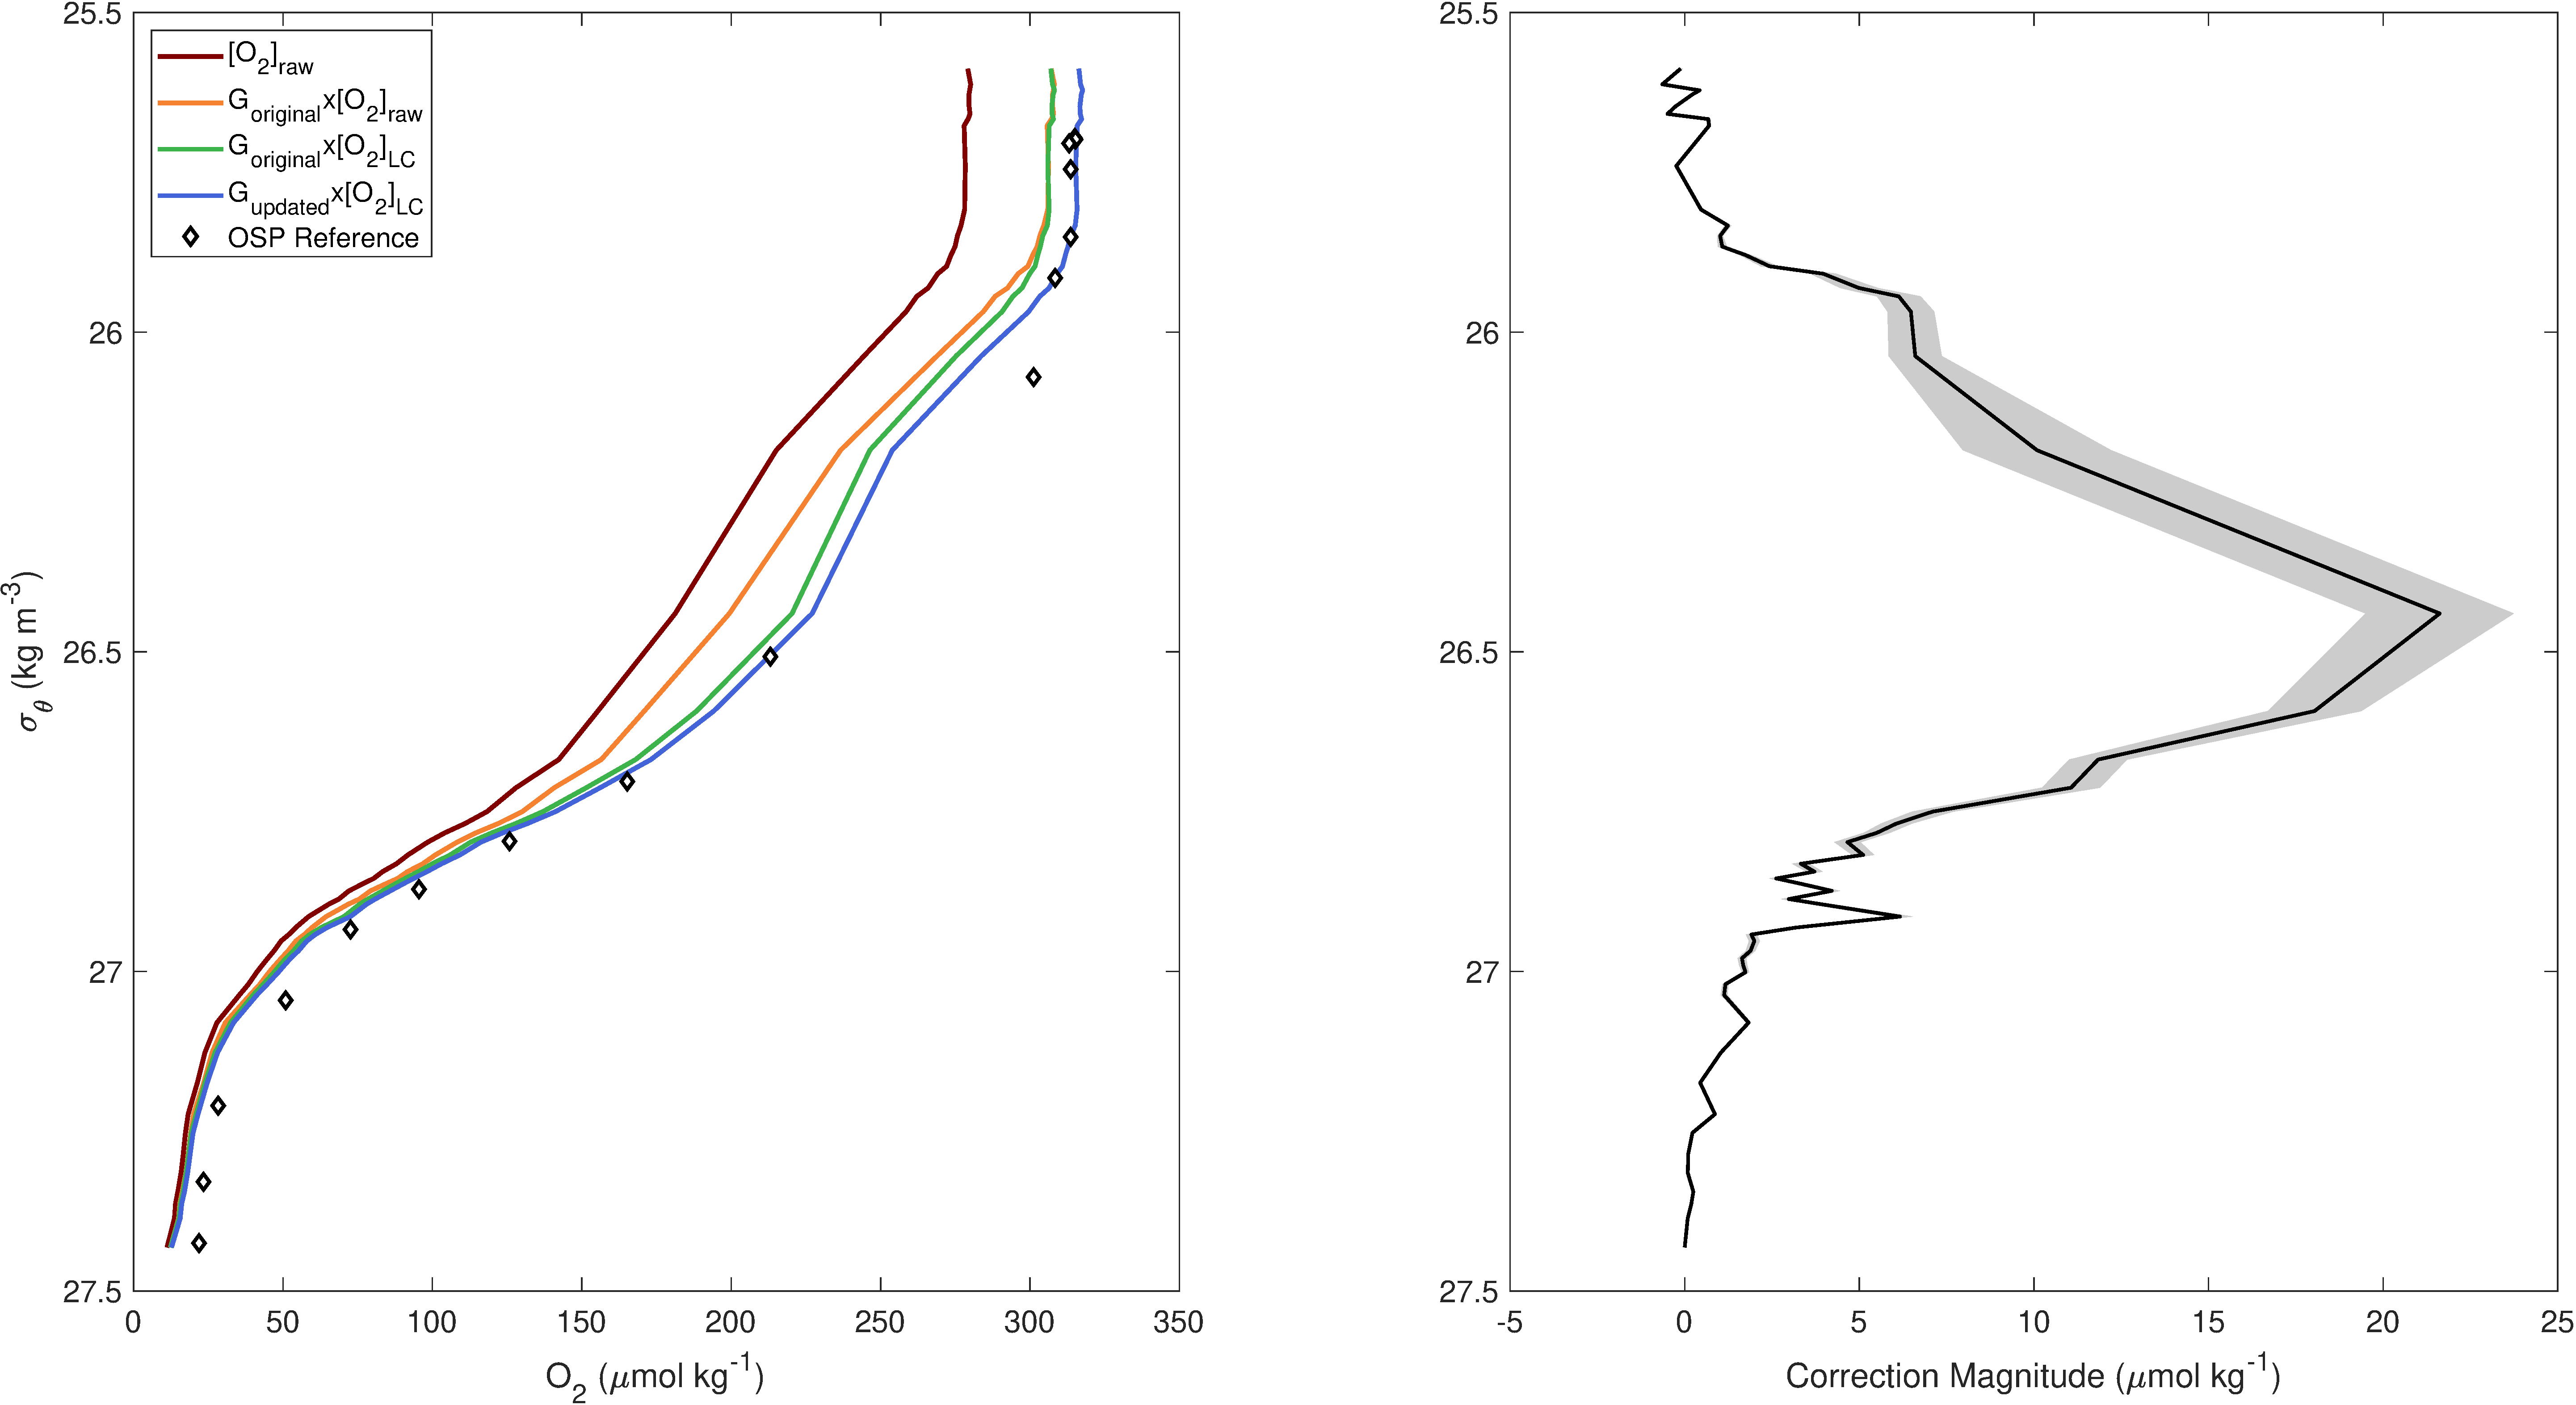 [O2]raw
Goriginalx[O2]raw
Goriginalx[O2]LC
Gupdatedx[O2]LC
OSP Reference
25.5
26
26.5
27
27.5
σθ (kg m-3)
0 50 100 150 200 250 300 350
O2 (μmol kg-1)
25.5
26
26.5
27
27.5
-5 0 5 10 15 20 25
Correction Magnitude (μmol kg-1)